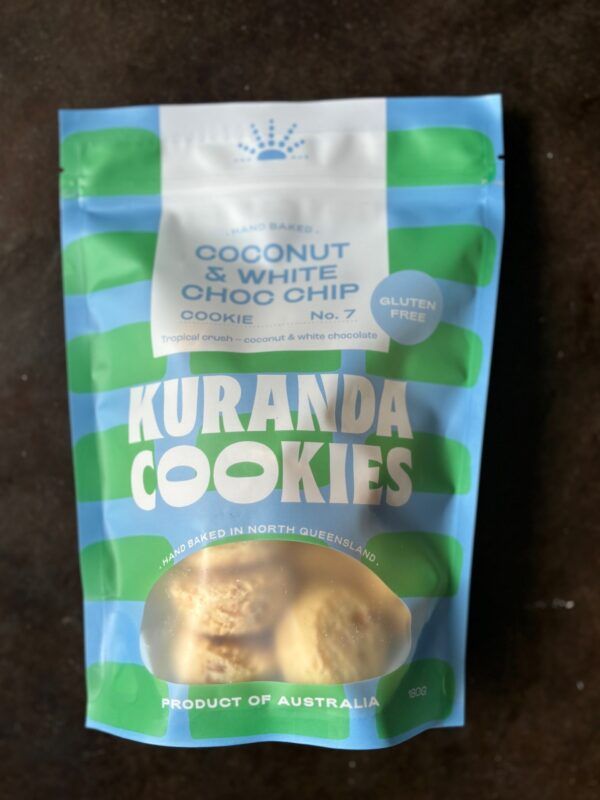 · HAND BAKED ·
COCONUT
& WHITE
CHOC CHIP
COOKIE No. 7
Tropical crush – coconut & white chocolate
GLUTEN
FREE
KURANDA
COOKIES
· HAND BAKED IN NORTH QUEENSLAND ·
PRODUCT OF AUSTRALIA
180G